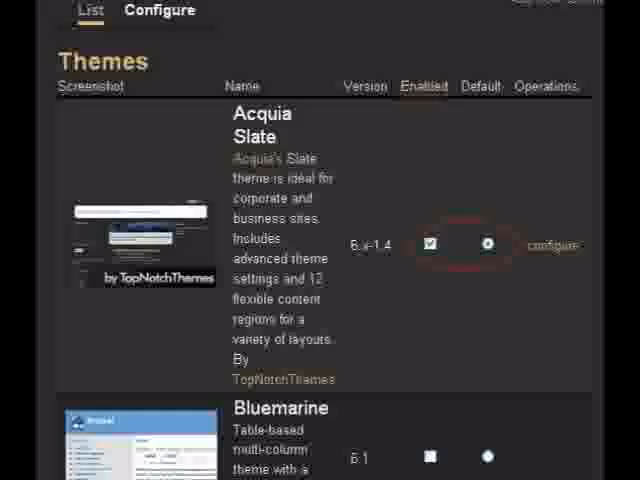 List Configure
Themes
Screenshot Name Version Enabled Default Operations
Acquia
Slate
Acquia's Slate
theme is ideal for
corporate and
business sites.
Includes
advanced theme
settings and 12
flexible content
regions for a
variety of layouts.
By
TopNotchThemes
6.x-1.4
configure
by TopNotchThemes
Bluemarine
Table-based
multi-column
theme with a
6.1